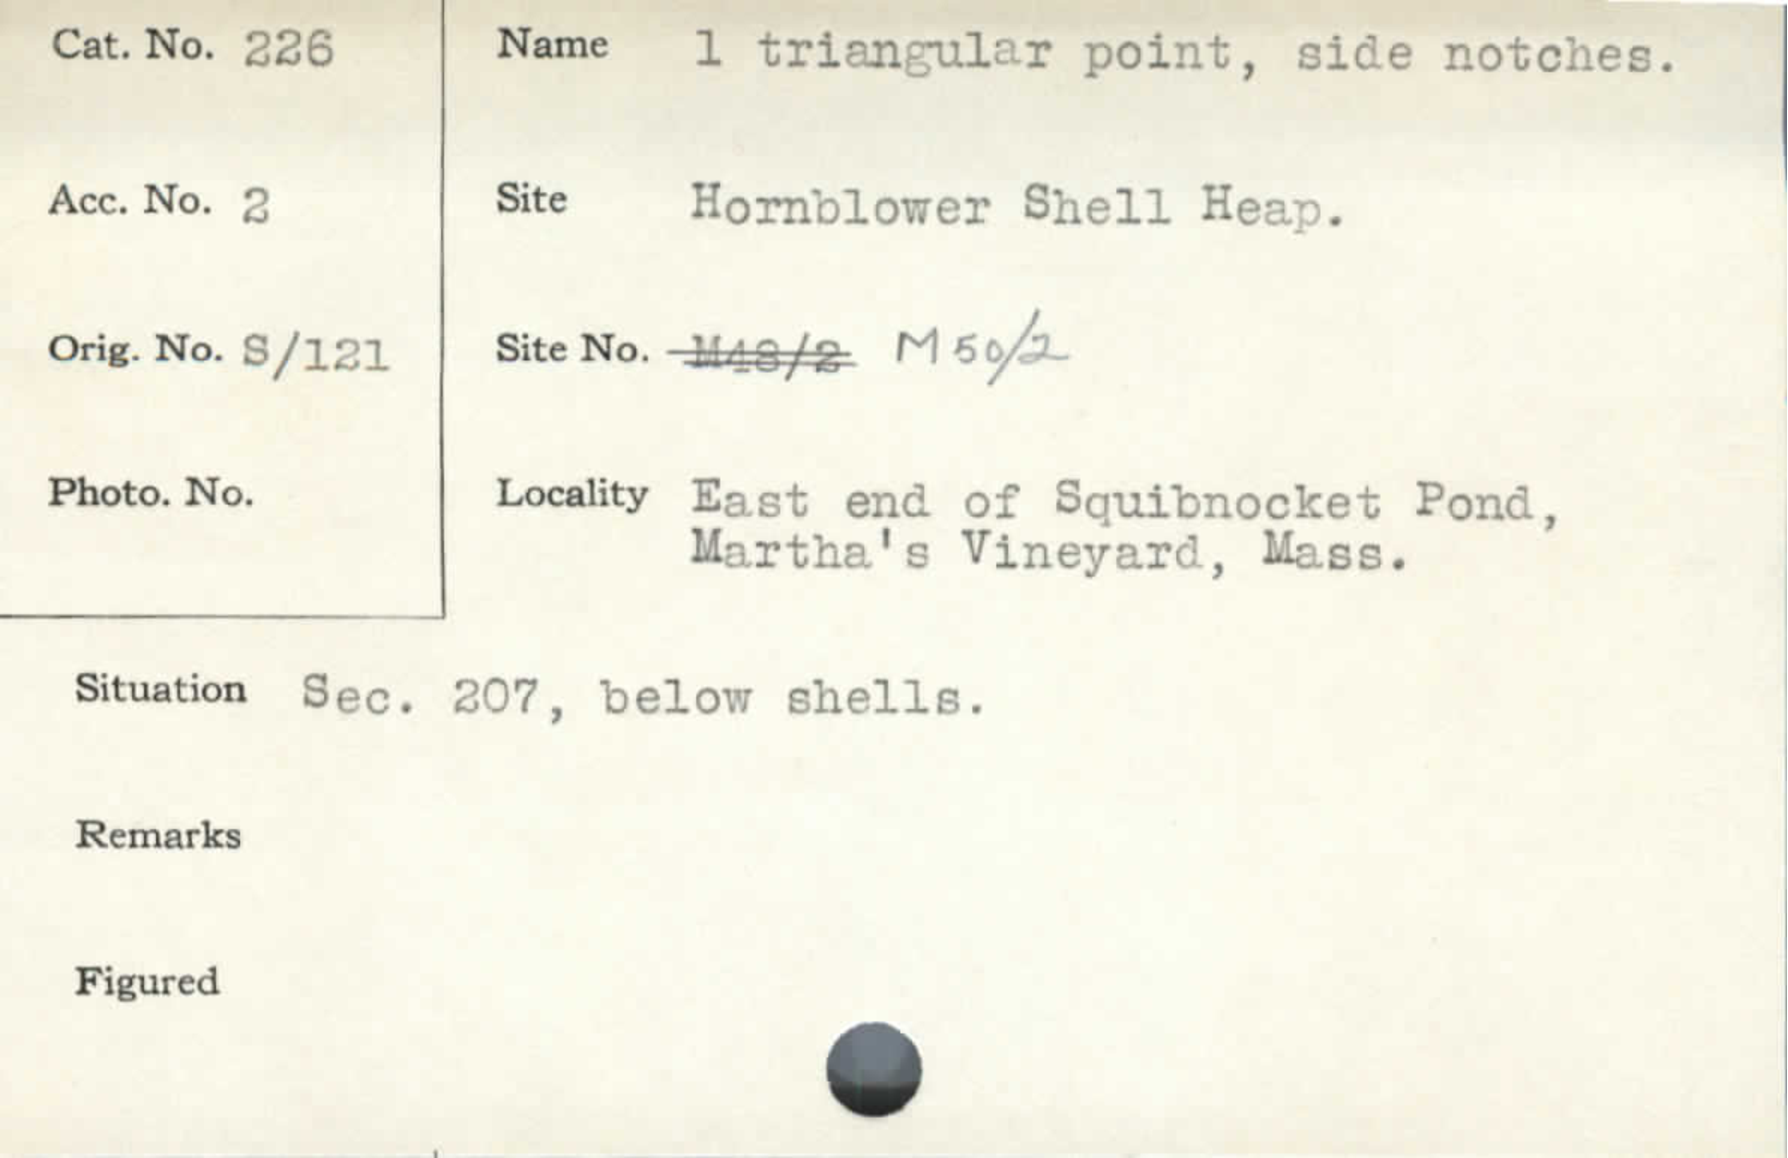 Cat. No. 226
Name 1 triangular point, side notches.
Acc. No. 2
Site Hornblower Shell Heap.
Orig. No. S/121
Site No. M48/2 M50/2
Photo. No.
Locality East end of Squibnocket Pond,
Martha's Vineyard, Mass.
Situation Sec. 207, below shells.
Remarks
Figured